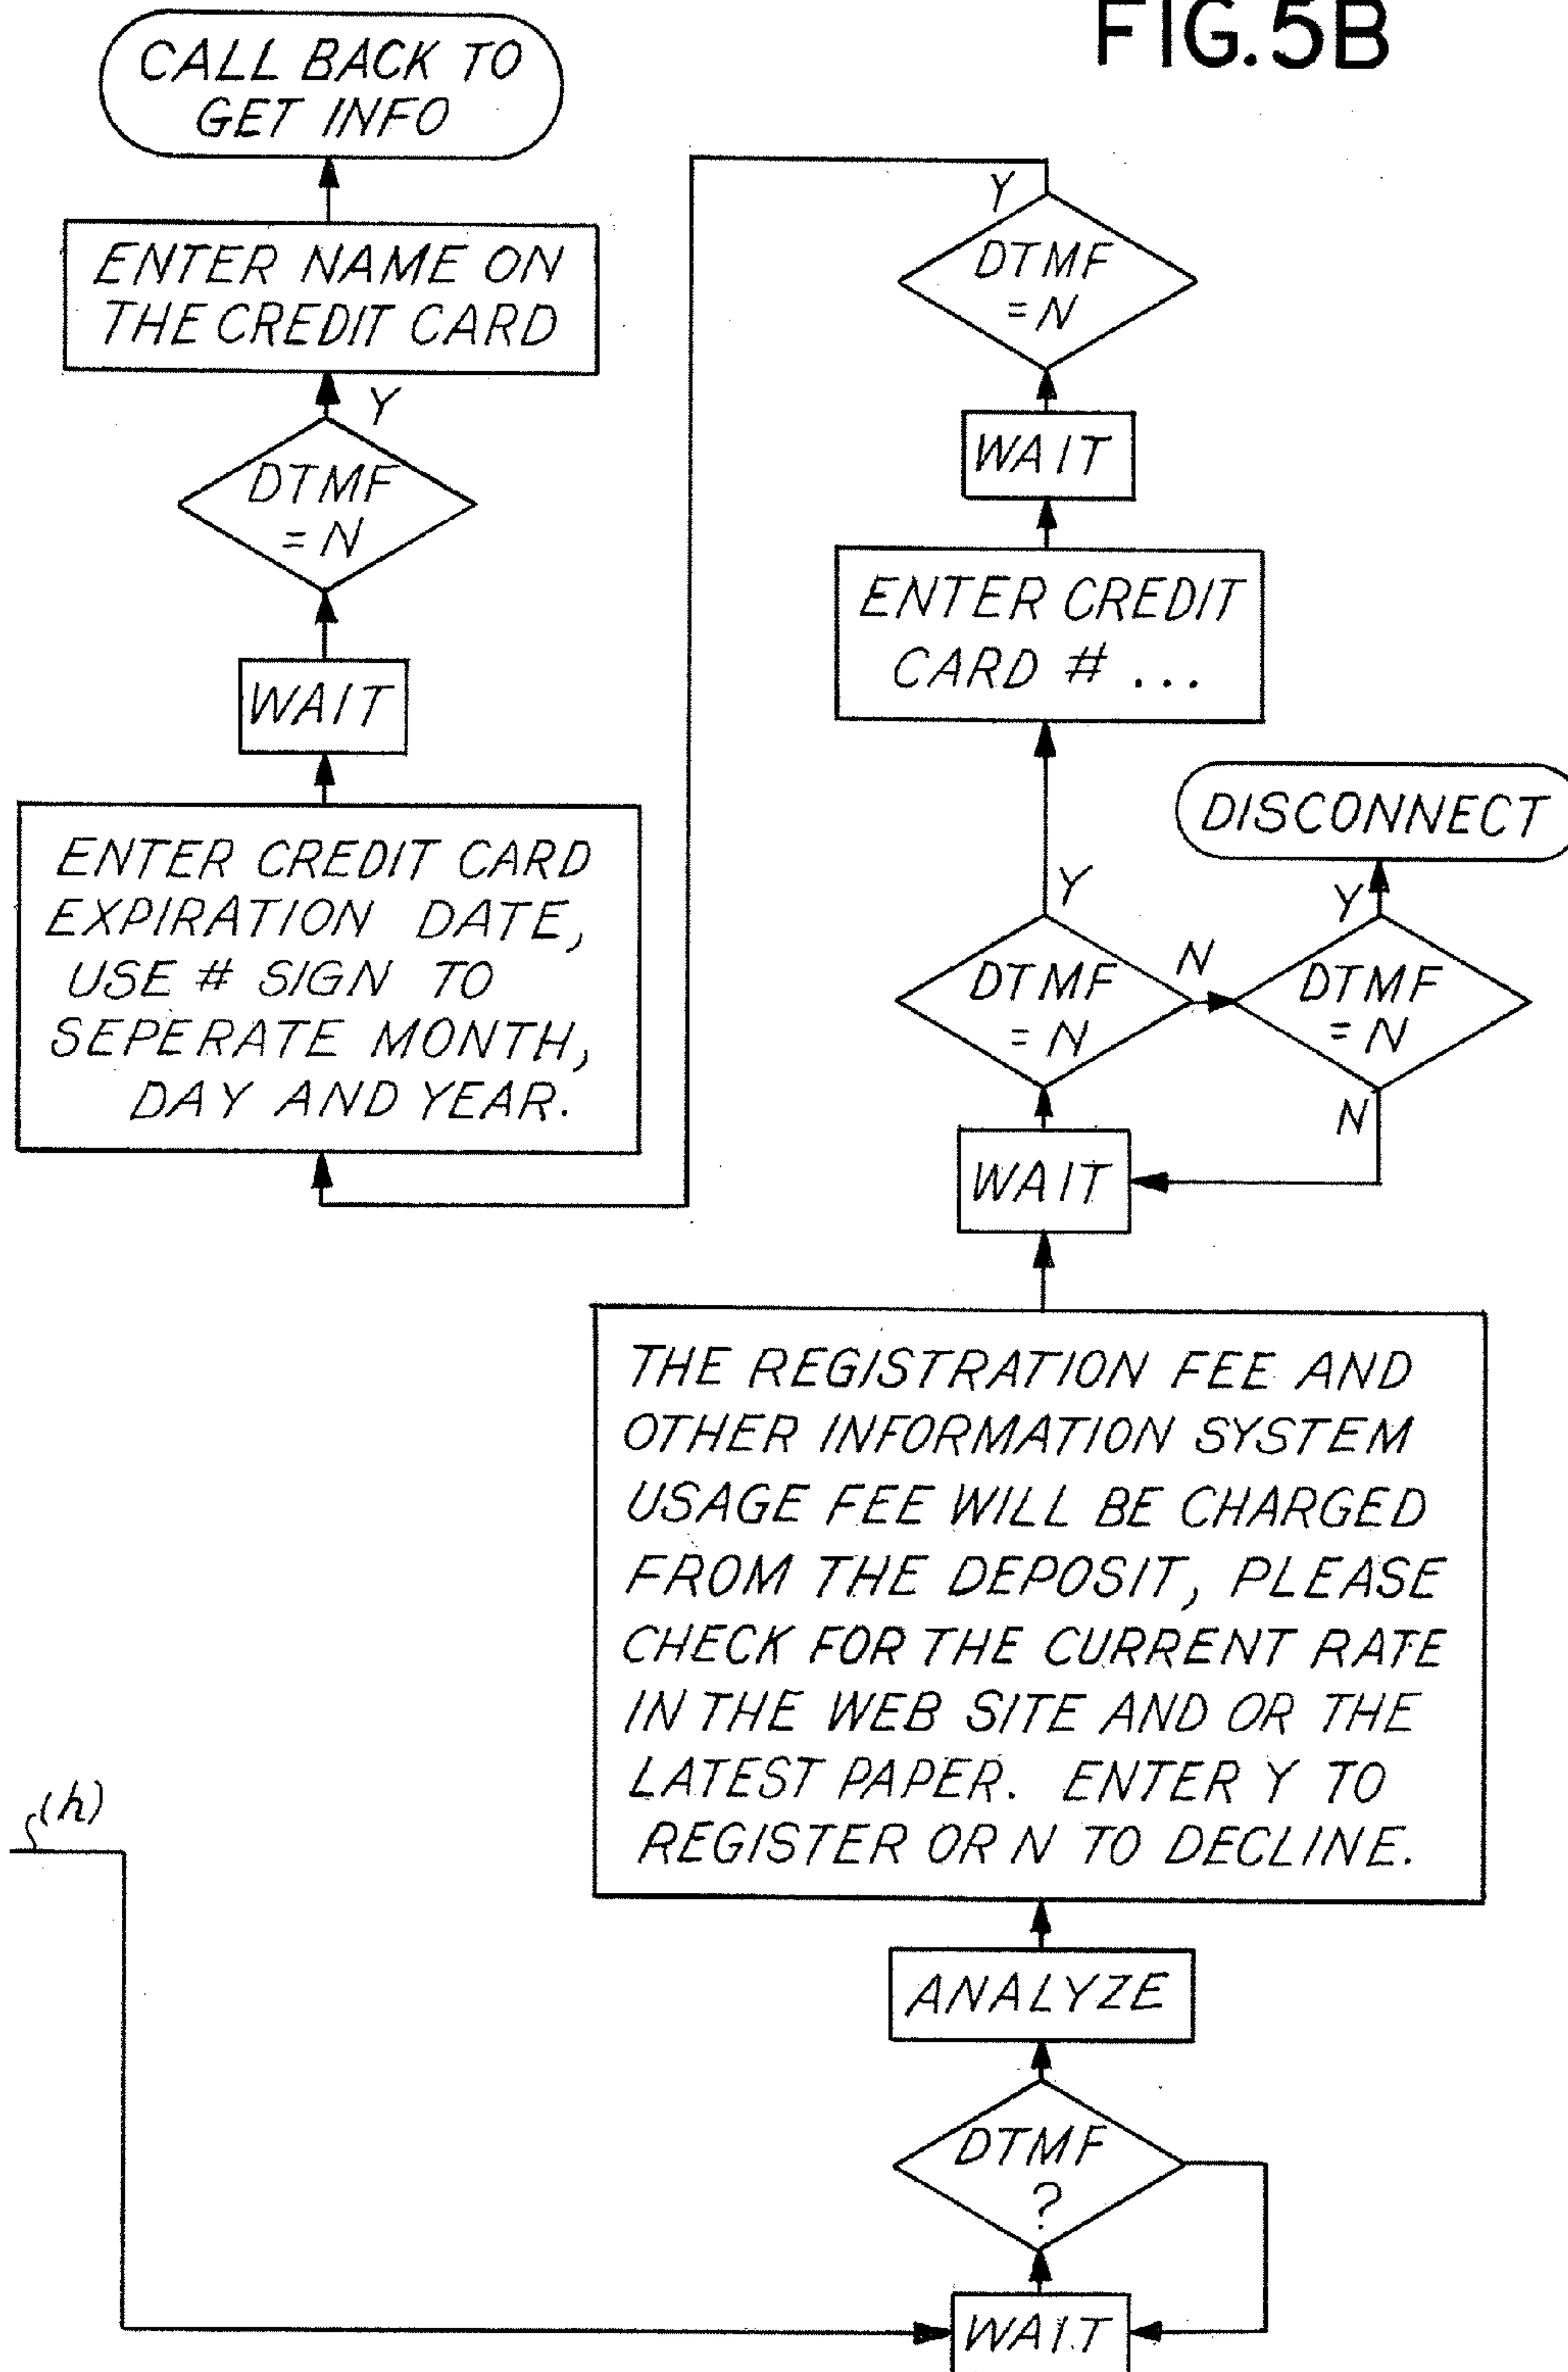 FIG.5B
CALL BACK TO
GET INFO
ENTER NAME ON
THE CREDIT CARD
Y
DTMF
= N
WAIT
ENTER CREDIT CARD
EXPIRATION DATE,
USE # SIGN TO
SEPERATE MONTH,
DAY AND YEAR.
Y
DTMF
= N
WAIT
ENTER CREDIT
CARD # ...
DISCONNECT
Y
Y
DTMF
= N
N
DTMF
= N
N
WAIT
THE REGISTRATION FEE AND
OTHER INFORMATION SYSTEM
USAGE FEE WILL BE CHARGED
FROM THE DEPOSIT, PLEASE
CHECK FOR THE CURRENT RATE
IN THE WEB SITE AND OR THE
LATEST PAPER. ENTER Y TO
REGISTER OR N TO DECLINE.
(h)
ANALYZE
DTMF
?
WAIT